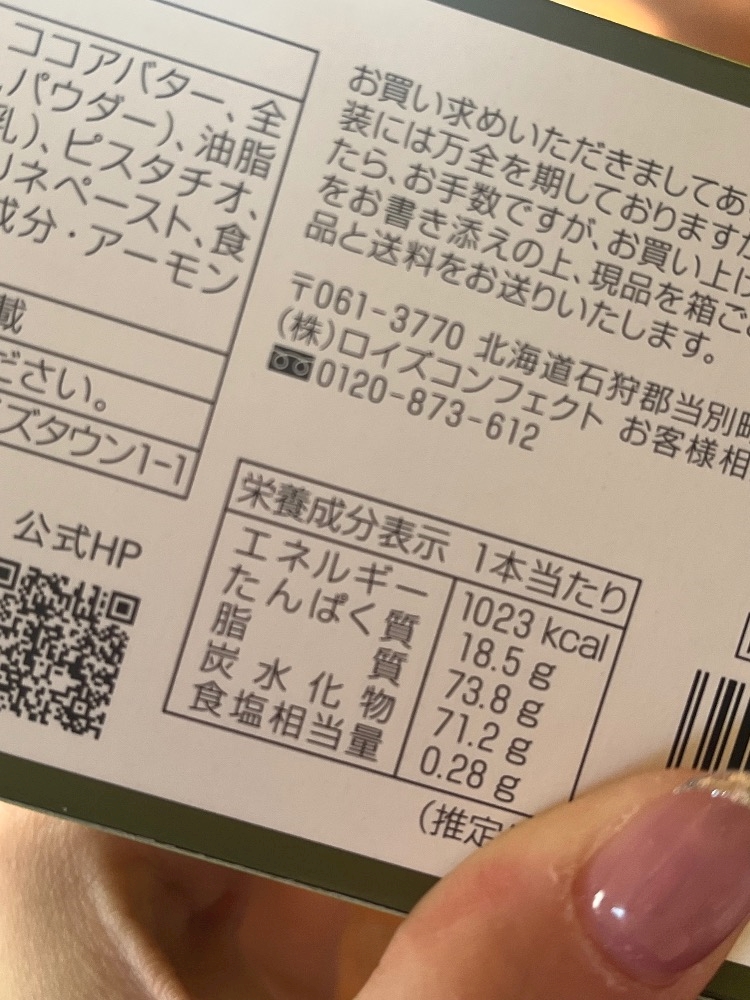 ココアバター、全
パウダー)、油脂
乳)、ピスタチオ、
リネペースト、食
成分・アーモン
載
ださい。
ズタウン1-1
公式HP
お買い求めいただきましてあ
装には万全を期しておりますが
たら、お手数ですが、お買い上げ
をお書き添えの上、現品を箱ご
品と送料をお送りいたします。
〒061-3770 北海道石狩郡当別町
(株)ロイズコンフェクト お客様相
0120-873-612
栄養成分表示 1本当たり
エネルギー 1023 kcal
たんぱく質 18.5 g
脂質 73.8 g
炭水化物 71.2 g
食塩相当量 0.28 g
(推定